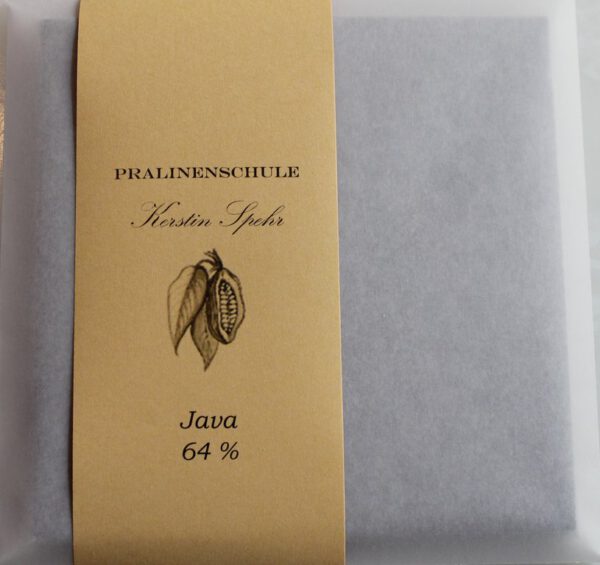 PRALINENSCHULE
Kerstin Spehr
Java
64 %